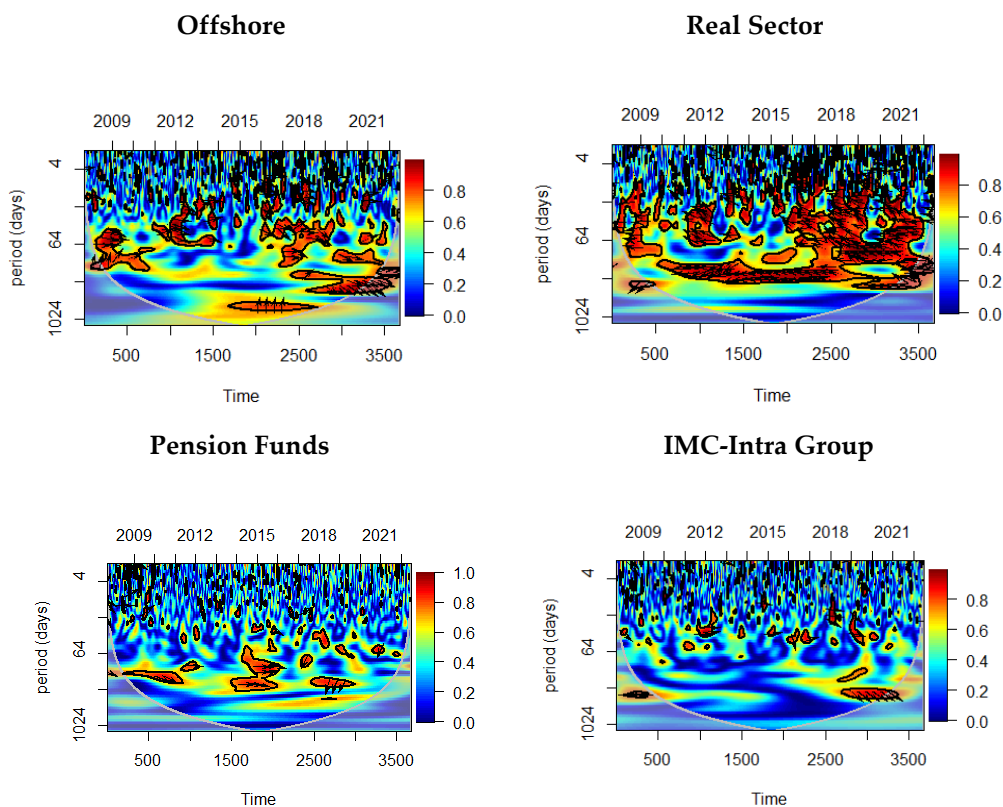 Offshore
Real Sector
2009 2012 2015 2018 2021
2009 2012 2015 2018 2021
period (days)
4
64
1024
0.8
0.6
0.4
0.2
0.0
500 1500 2500 3500
Time
period (days)
4
64
1024
0.8
0.6
0.4
0.2
0.0
500 1500 2500 3500
Time
Pension Funds
IMC-Intra Group
2009 2012 2015 2018 2021
2009 2012 2015 2018 2021
period (days)
4
64
1024
1.0
0.8
0.6
0.4
0.2
0.0
500 1500 2500 3500
Time
period (days)
4
64
1024
0.8
0.6
0.4
0.2
0.0
500 1500 2500 3500
Time